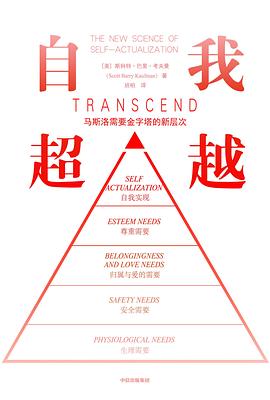 THE NEW SCENCE OF
SELF-ACTUALIZATION
自我
[美] 斯科特·巴里·考夫曼
(Scott Barry Kaufman) 著
班柏 译
TRANSCEND
马斯洛需要金字塔的新层次
超越
SELF
ACTUALIZATION
自我实现
ESTEEM NEEDS
尊重需要
BELONGINGNESS
AND LOVE NEEDS
归属与爱的需要
SAFETY NEEDS
安全需要
PHYSIOLOGICAL NEEDS
生理需要
中信出版集团